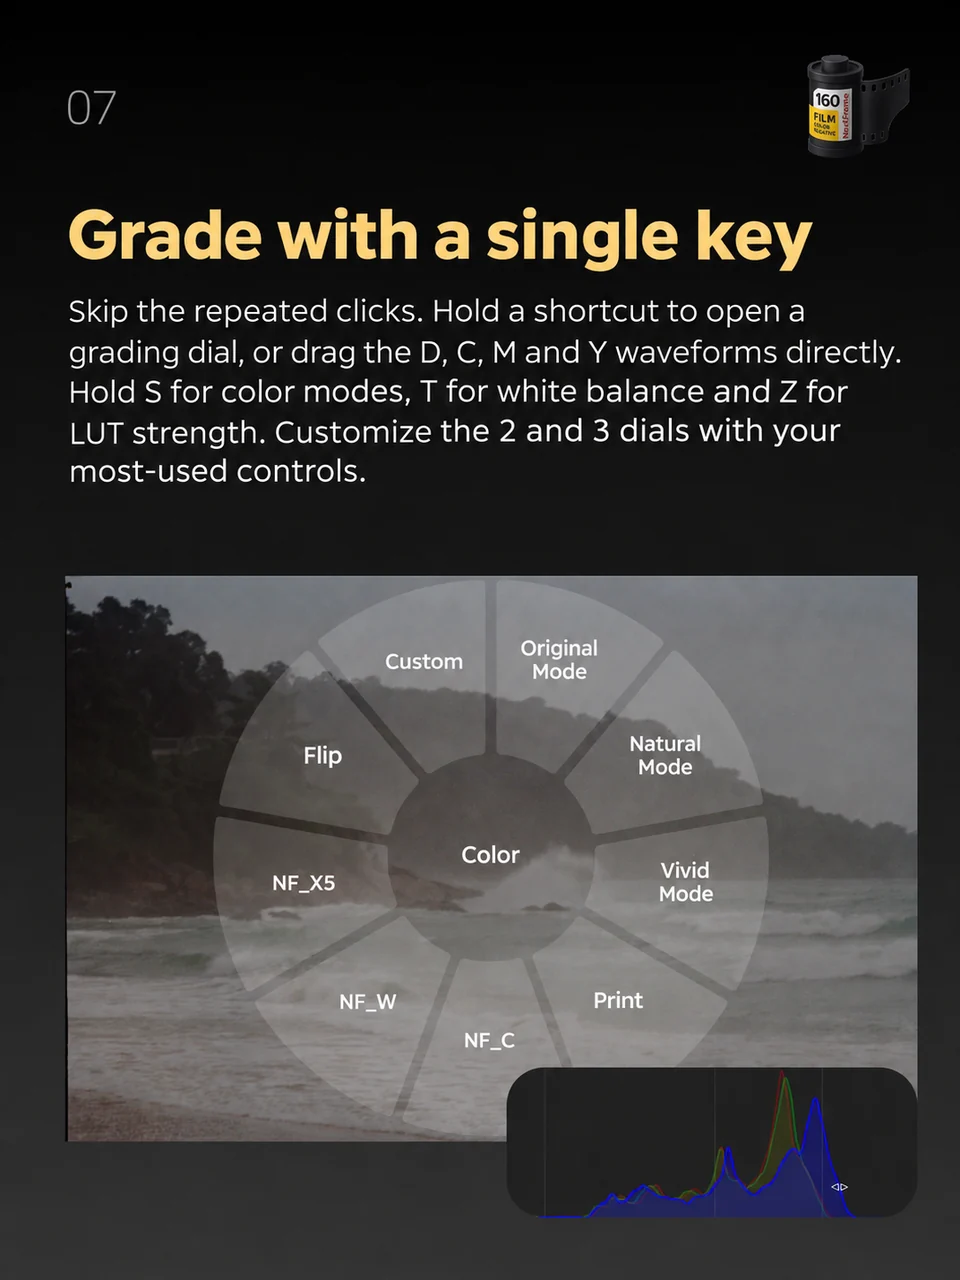 07
160
FILM
COLOR
NEGATIVE
NextFrame
Grade with a single key
Skip the repeated clicks. Hold a shortcut to open a
grading dial, or drag the D, C, M and Y waveforms directly.
Hold S for color modes, T for white balance and Z for
LUT strength. Customize the 2 and 3 dials with your
most-used controls.
Custom
Original
Mode
Flip
Natural
Mode
Color
NF_X5
Vivid
Mode
NF_W
Print
NF_C